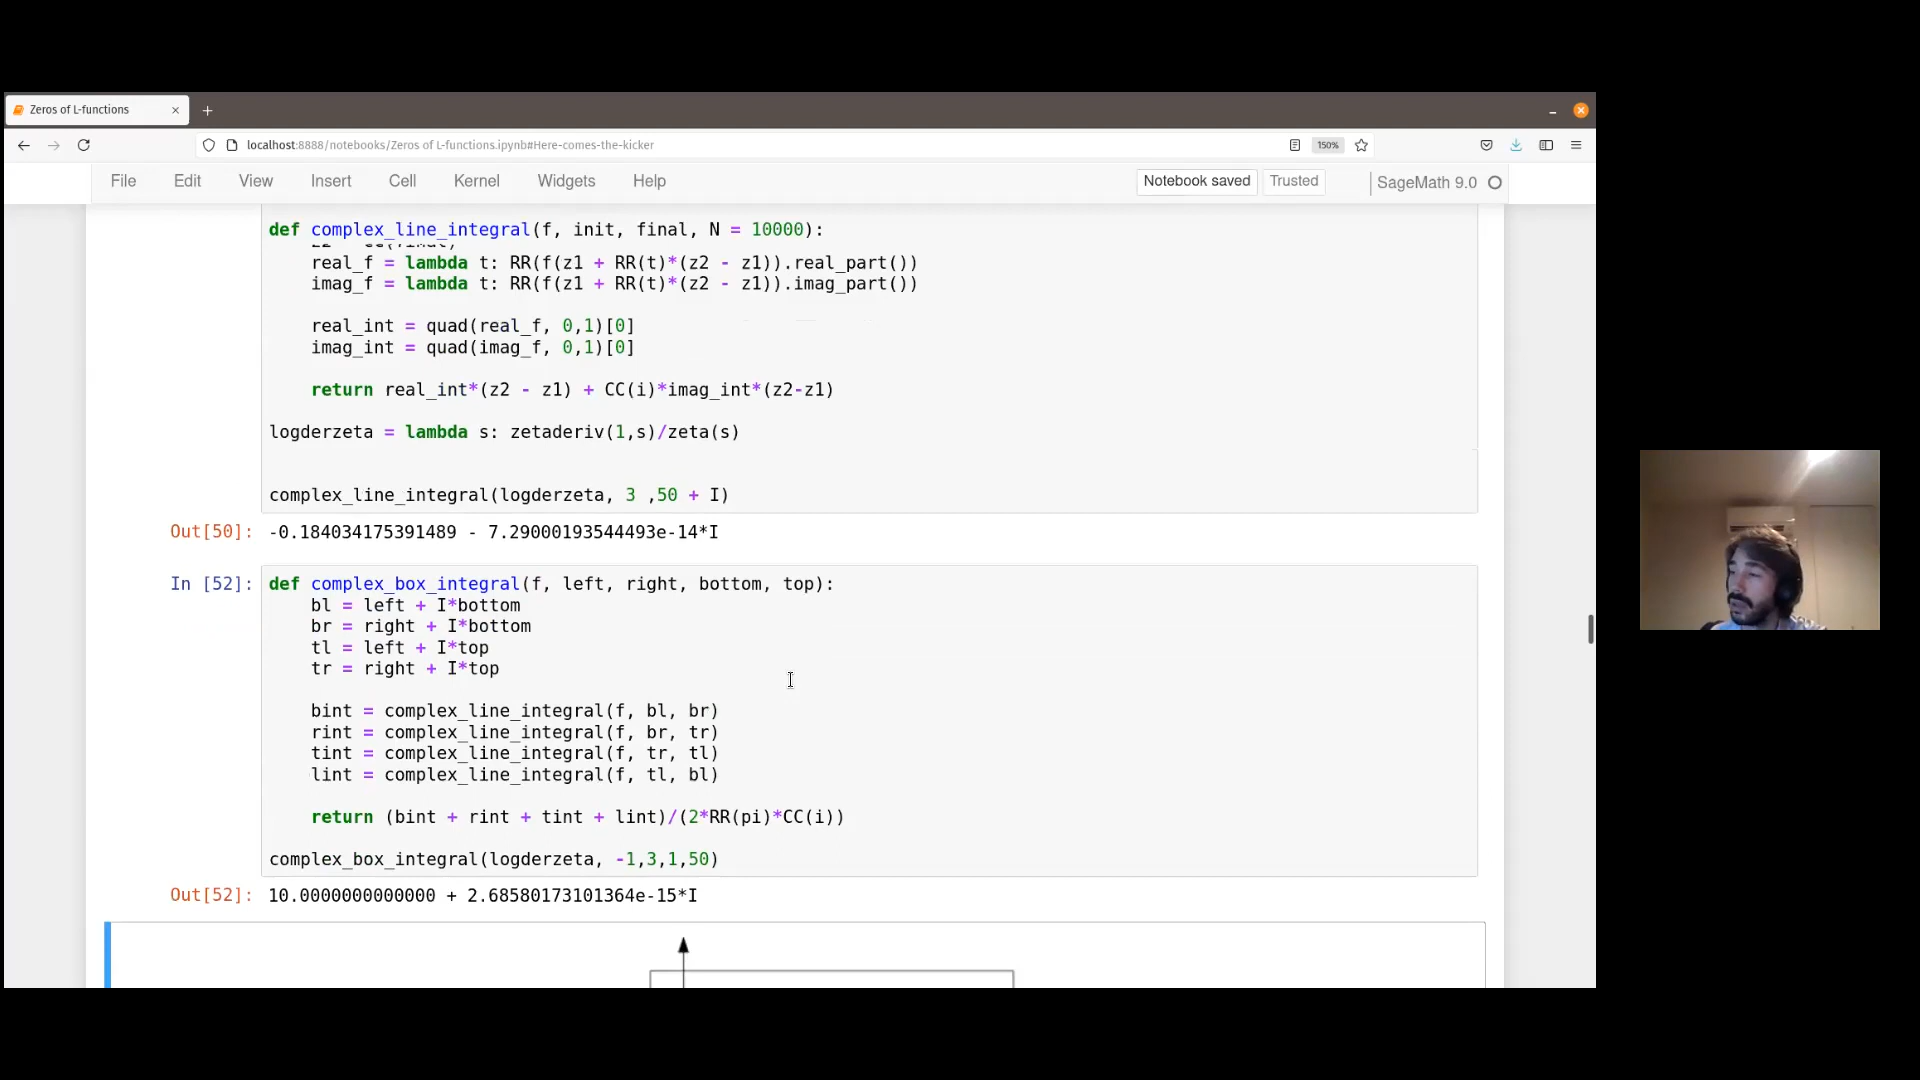 Zeros of L-functions
localhost:8888/notebooks/Zeros of L-functions.ipynb#Here-comes-the-kicker
150%
File Edit View Insert Cell Kernel Widgets Help
Notebook saved Trusted SageMath 9.0
def complex_line_integral(f, init, final, N = 10000):
real_f = lambda t: RR(f(z1 + RR(t)*(z2 - z1)).real_part())
imag_f = lambda t: RR(f(z1 + RR(t)*(z2 - z1)).imag_part())
real_int = quad(real_f, 0,1)[0]
imag_int = quad(imag_f, 0,1)[0]
return real_int*(z2 - z1) + CC(i)*imag_int*(z2-z1)
logderzeta = lambda s: zetaderiv(1,s)/zeta(s)
complex_line_integral(logderzeta, 3 ,50 + I)
Out[50]: -0.184034175391489 - 7.29000193544493e-14*I
In [52]: def complex_box_integral(f, left, right, bottom, top):
bl = left + I*bottom
br = right + I*bottom
tl = left + I*top
tr = right + I*top
bint = complex_line_integral(f, bl, br)
rint = complex_line_integral(f, br, tr)
tint = complex_line_integral(f, tr, tl)
lint = complex_line_integral(f, tl, bl)
return (bint + rint + tint + lint)/(2*RR(pi)*CC(i))
complex_box_integral(logderzeta, -1,3,1,50)
Out[52]: 10.0000000000000 + 2.68580173101364e-15*I